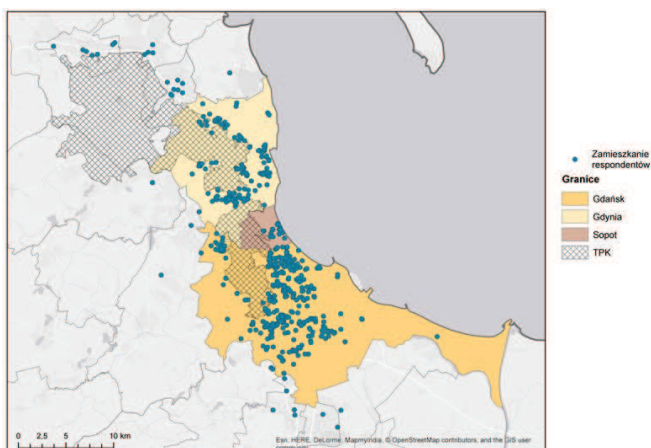 Zamieszkanie
respondentów
Granice
Gdańsk
Gdynia
Sopot
TPK
0 2,5 5 10 km
Esri, HERE, DeLorme, MapmyIndia, © OpenStreetMap contributors, and the GIS user